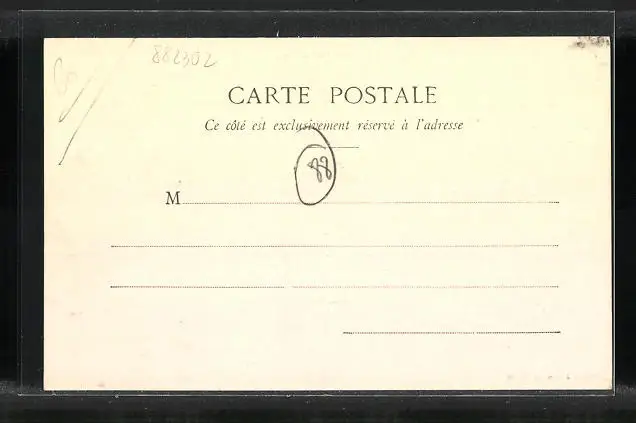 882302
CARTE POSTALE
Ce côté est exclusivement réservé à l'adresse
88
M